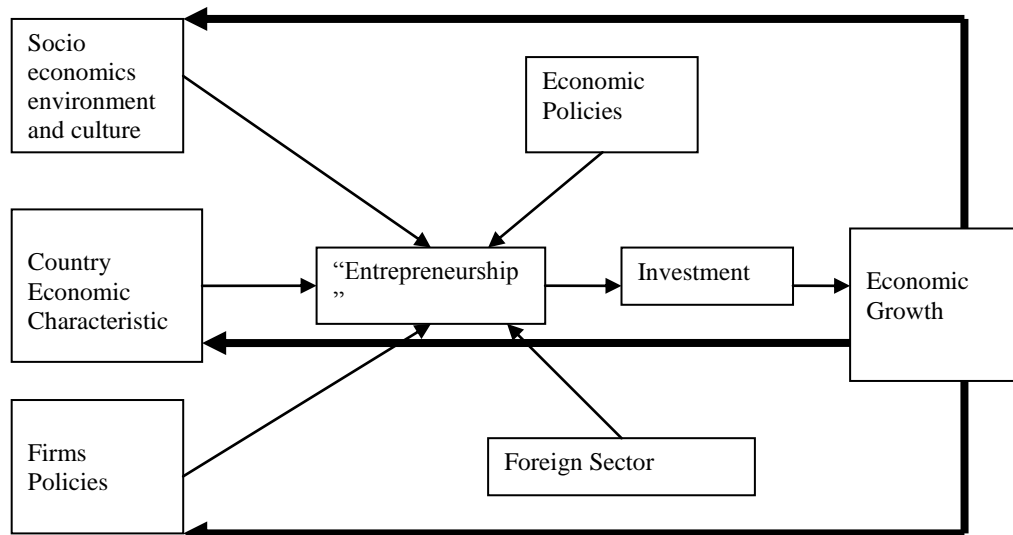 Socio
economics
environment
and culture
Economic
Policies
Country
Economic
Characteristic
“Entrepreneurship
”
Investment
Economic
Growth
Firms
Policies
Foreign Sector